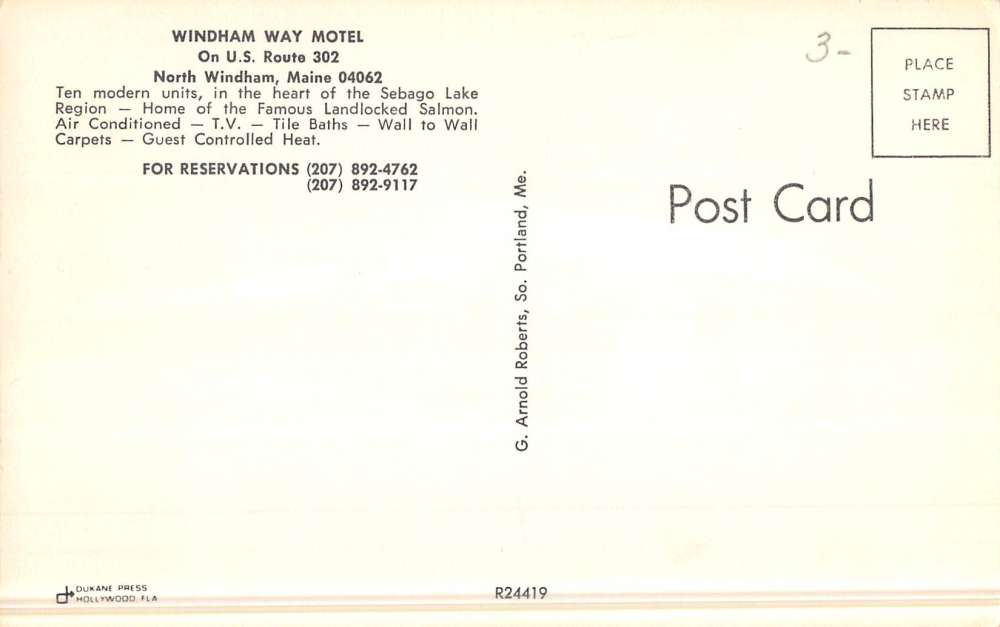 WINDHAM WAY MOTEL
On U.S. Route 302
North Windham, Maine 04062
Ten modern units, in the heart of the Sebago Lake
Region — Home of the Famous Landlocked Salmon.
Air Conditioned — T.V. — Tile Baths — Wall to Wall
Carpets — Guest Controlled Heat.
FOR RESERVATIONS (207) 892-4762
(207) 892-9117
G. Arnold Roberts, So. Portland, Me.
3-
PLACE
STAMP
HERE
Post Card
DUKANE PRESS
HOLLYWOOD, FLA
R24419